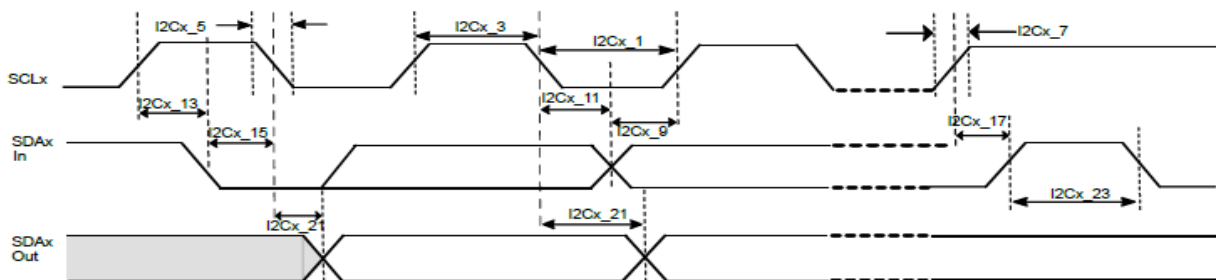 I2Cx_5
I2Cx_3
I2Cx_1
I2Cx_7
SCLx
I2Cx_13
I2Cx_11
I2Cx_15
I2Cx_9
I2Cx_17
SDAx
In
I2Cx_23
I2Cx_21
I2Cx_21
SDAx
Out